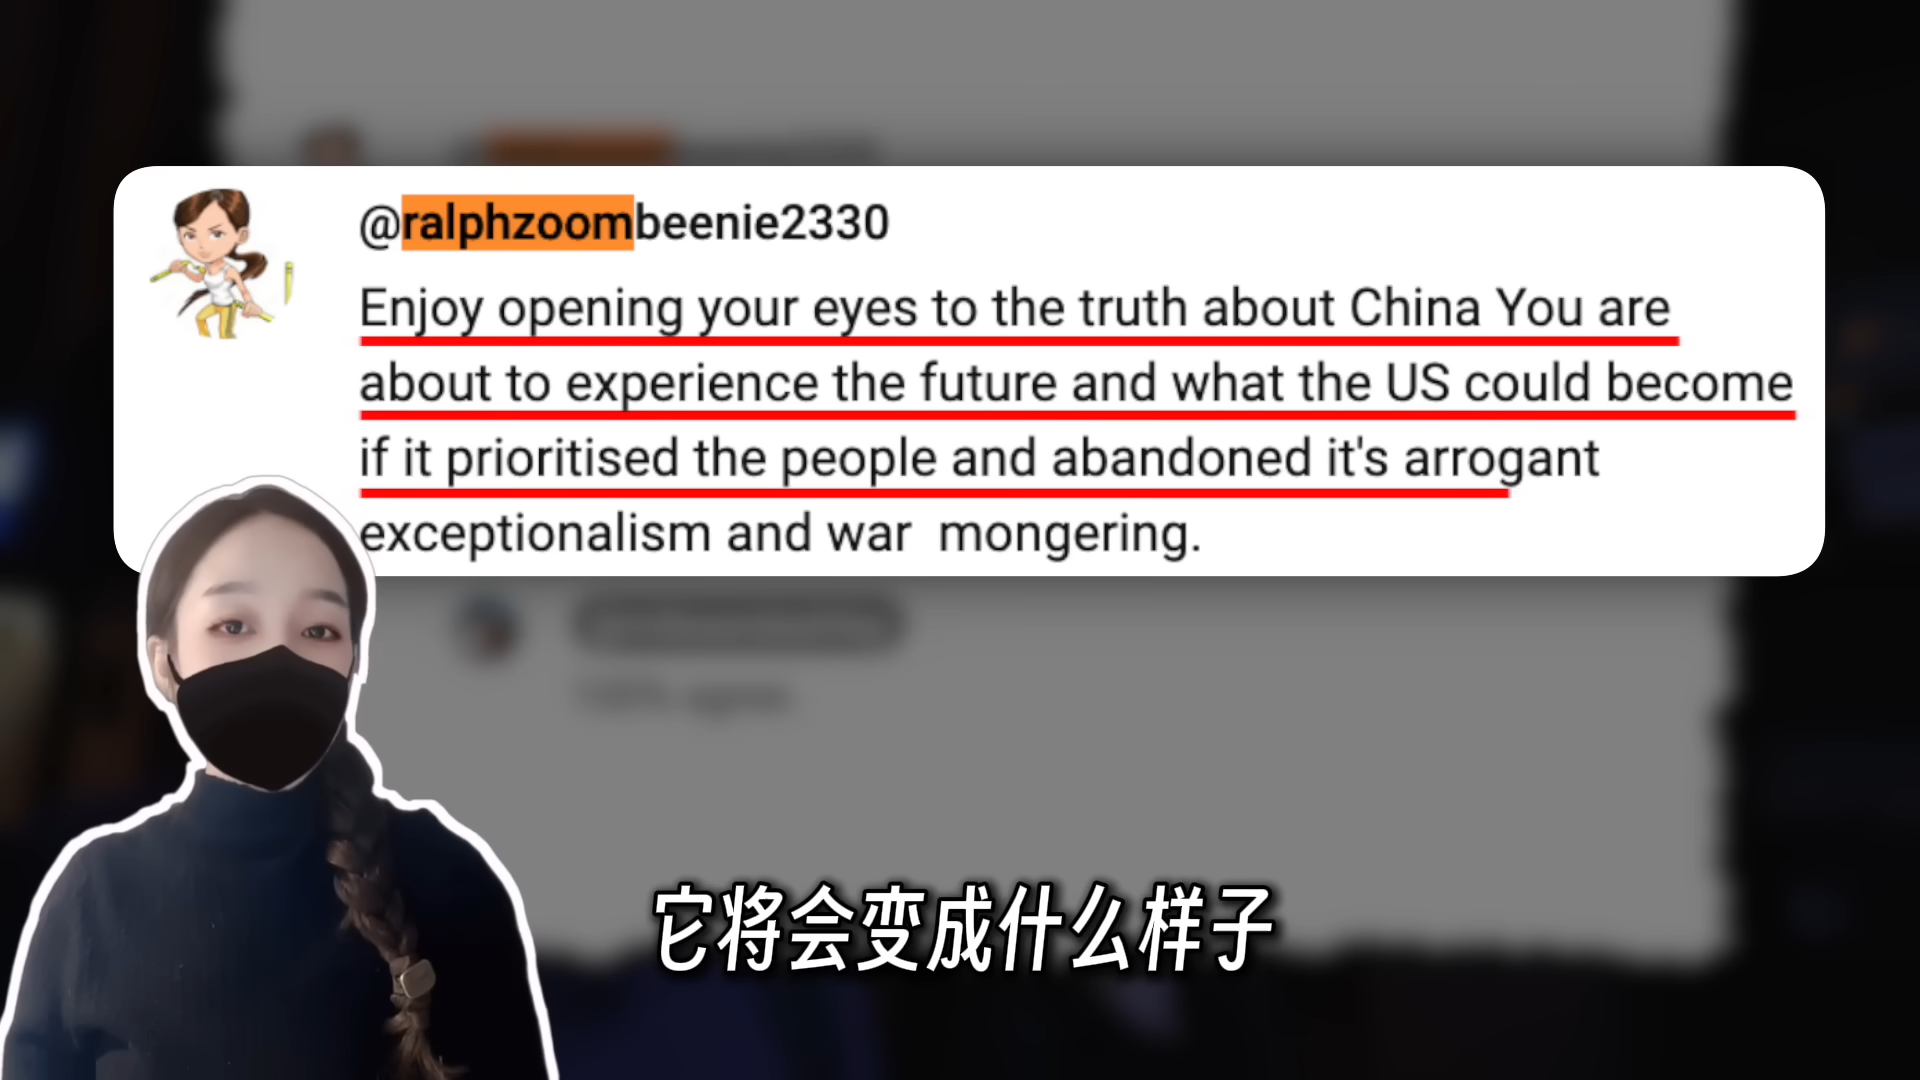 @ralphzoombeenie2330
Enjoy opening your eyes to the truth about China You are
about to experience the future and what the US could become
if it prioritised the people and abandoned it's arrogant
exceptionalism and war mongering.
100% agree
它将会变成什么样子